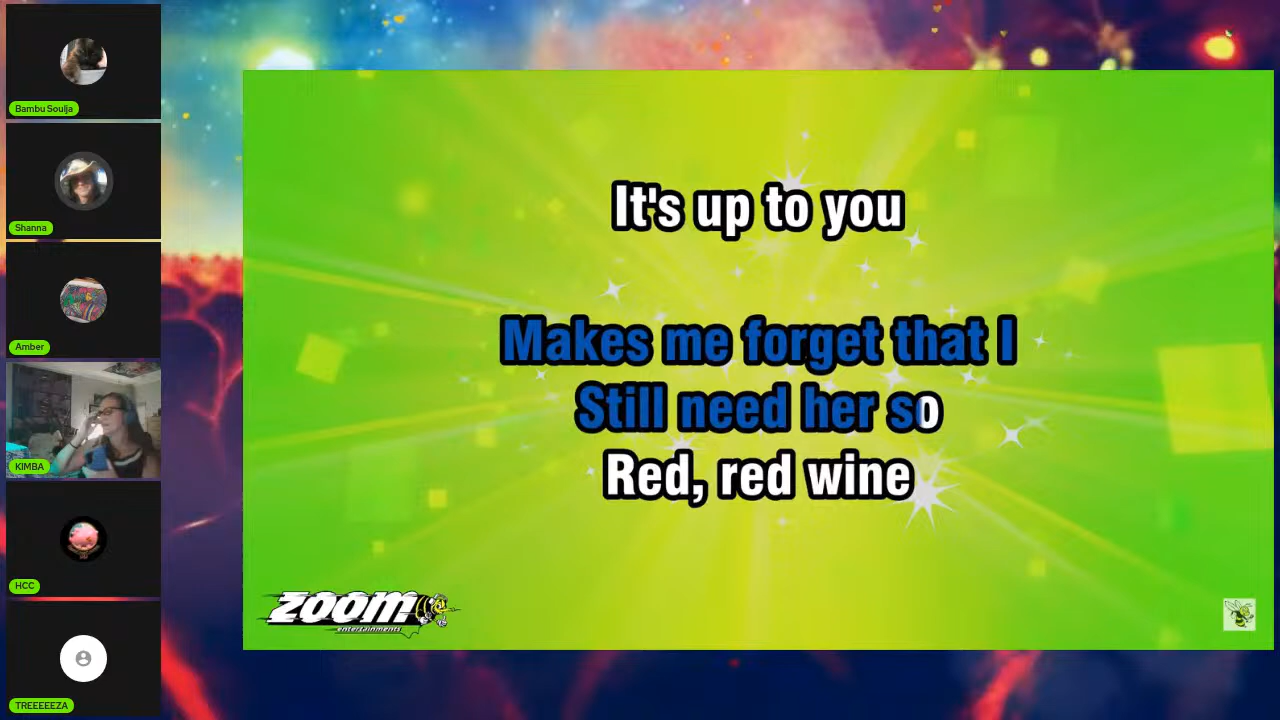 Bambu Soulja
Shanna
Amber
KIMBA
HCC
TREEEEEZA
It's up to you
Makes me forget that I
Still need her so
Red, red wine
ZOOM
entertainments